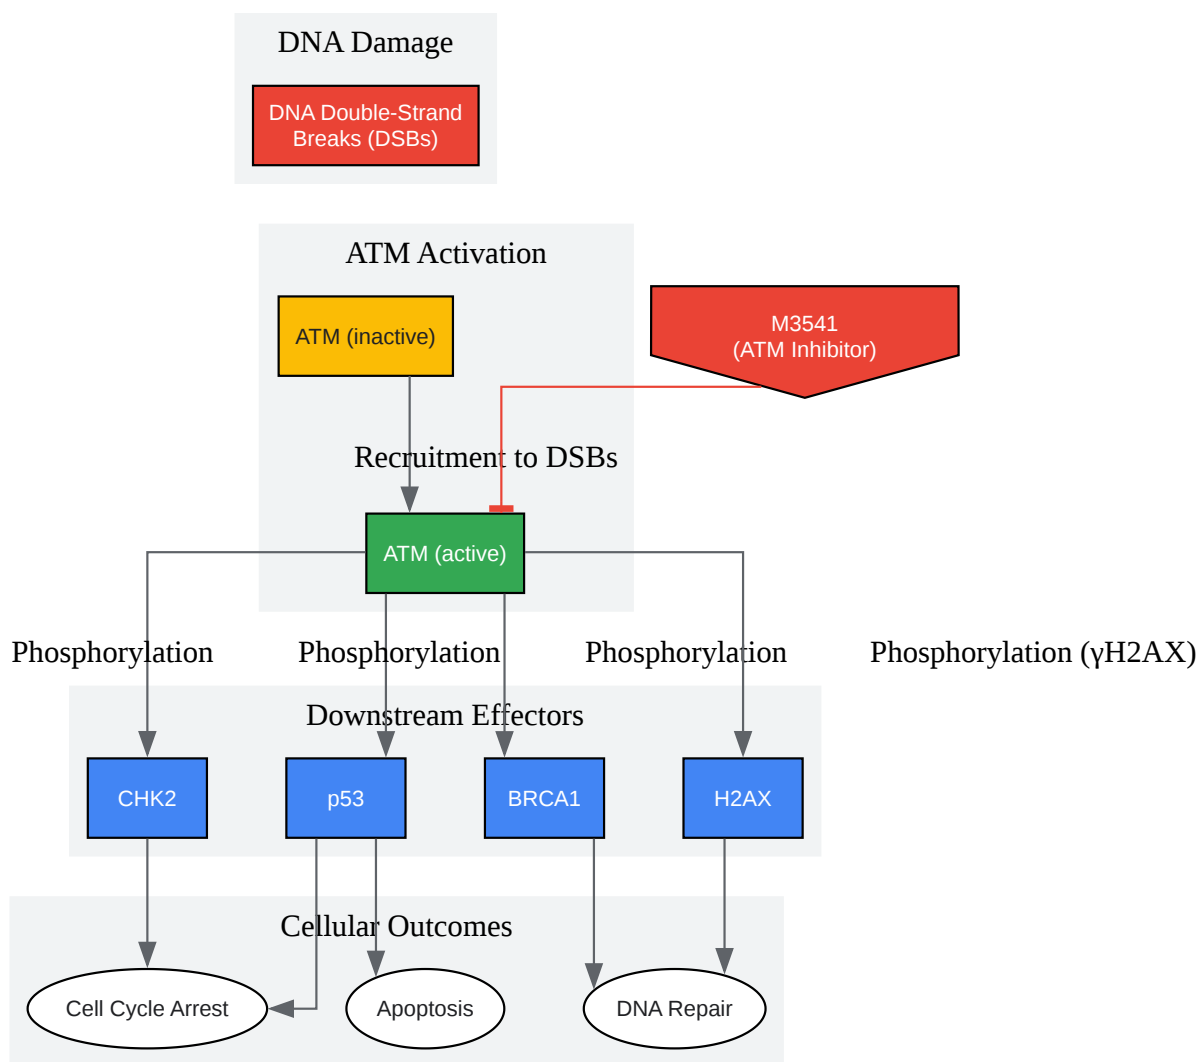 DNA Damage
DNA Double-Strand
Breaks (DSBs)
ATM Activation
ATM (inactive)
M3541
(ATM Inhibitor)
Recruitment to DSBs
ATM (active)
Phosphorylation
Phosphorylation
Phosphorylation
Phosphorylation (γH2AX)
Downstream Effectors
CHK2
p53
BRCA1
H2AX
Cellular Outcomes
Cell Cycle Arrest
Apoptosis
DNA Repair